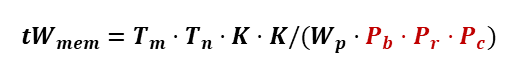 tW_mem = T_m · T_n · K · K/(W_p · P_b · P_r · P_c)